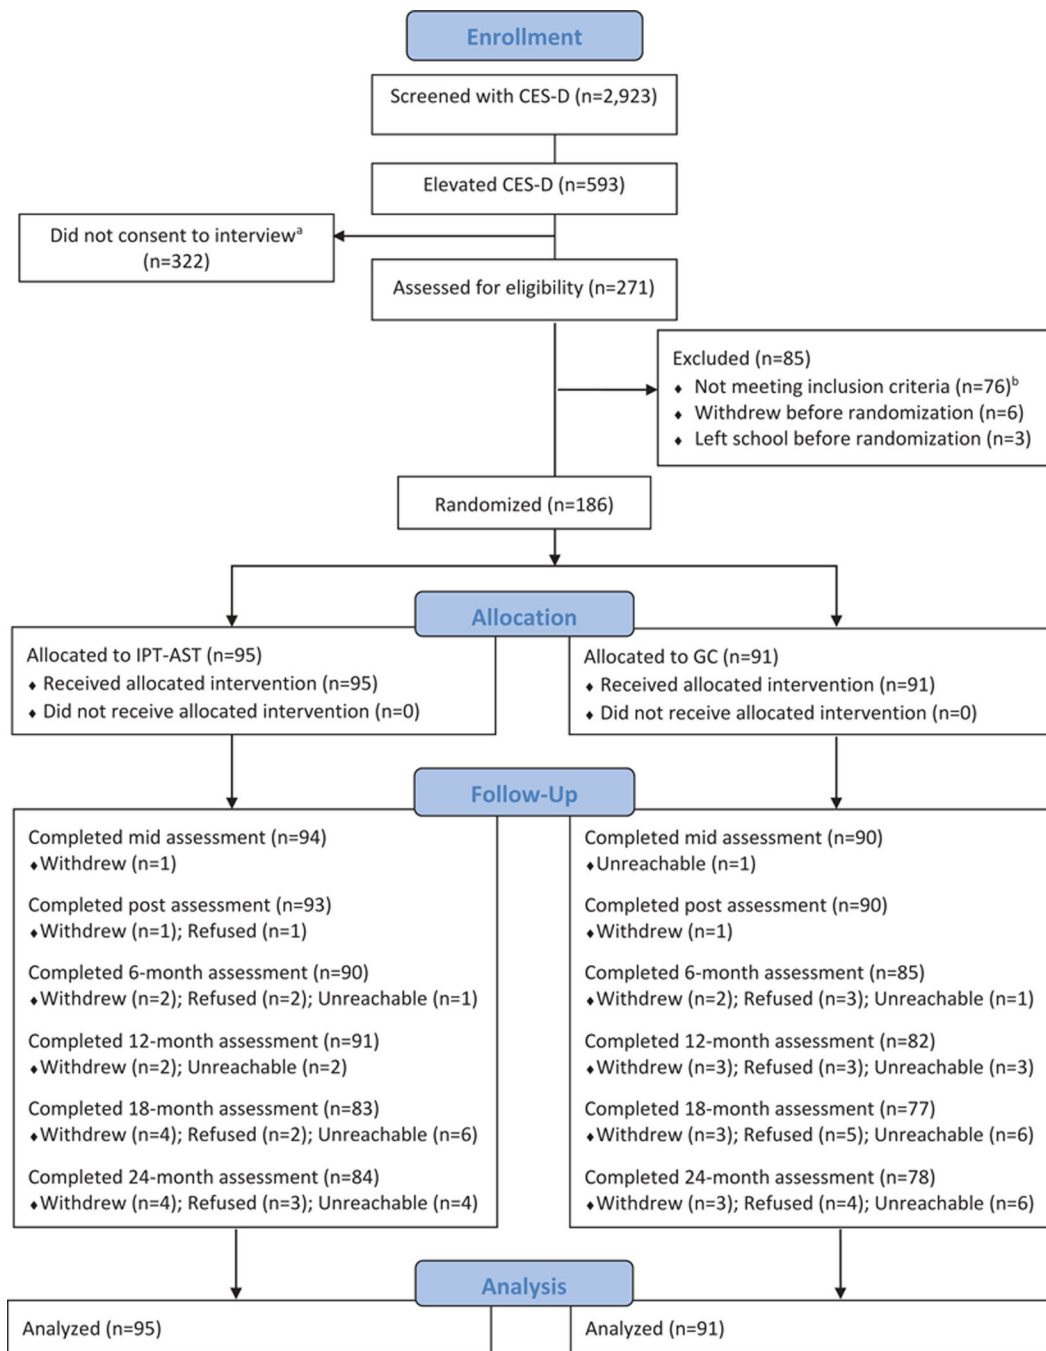 Enrollment
Screened with CES-D (n=2,923)
Elevated CES-D (n=593)
Did not consent to interviewᵃ
(n=322)
Assessed for eligibility (n=271)
Excluded (n=85)
♦ Not meeting inclusion criteria (n=76)ᵇ
♦ Withdrew before randomization (n=6)
♦ Left school before randomization (n=3)
Randomized (n=186)
Allocation
Allocated to IPT-AST (n=95)
♦ Received allocated intervention (n=95)
♦ Did not receive allocated intervention (n=0)
Allocated to GC (n=91)
♦ Received allocated intervention (n=91)
♦ Did not receive allocated intervention (n=0)
Follow-Up
Completed mid assessment (n=94)
♦Withdrew (n=1)
Completed post assessment (n=93)
♦Withdrew (n=1); Refused (n=1)
Completed 6-month assessment (n=90)
♦Withdrew (n=2); Refused (n=2); Unreachable (n=1)
Completed 12-month assessment (n=91)
♦Withdrew (n=2); Unreachable (n=2)
Completed 18-month assessment (n=83)
♦Withdrew (n=4); Refused (n=2); Unreachable (n=6)
Completed 24-month assessment (n=84)
♦Withdrew (n=4); Refused (n=3); Unreachable (n=4)
Completed mid assessment (n=90)
♦Unreachable (n=1)
Completed post assessment (n=90)
♦Withdrew (n=1)
Completed 6-month assessment (n=85)
♦Withdrew (n=2); Refused (n=3); Unreachable (n=1)
Completed 12-month assessment (n=82)
♦Withdrew (n=3); Refused (n=3); Unreachable (n=3)
Completed 18-month assessment (n=77)
♦Withdrew (n=3); Refused (n=5); Unreachable (n=6)
Completed 24-month assessment (n=78)
♦Withdrew (n=3); Refused (n=4); Unreachable (n=6)
Analysis
Analyzed (n=95)
Analyzed (n=91)